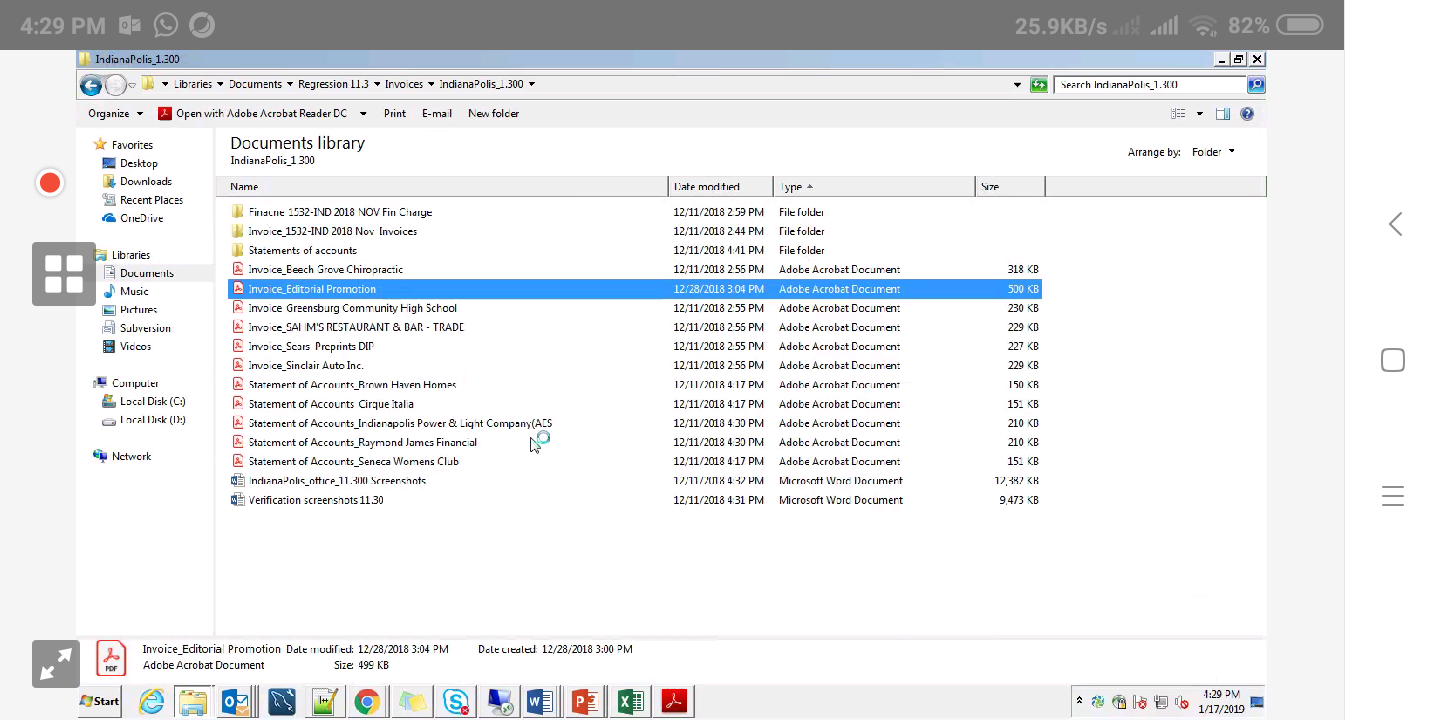 4:29 PM 25.9KB/s 82%
IndianaPolis_1.300
Libraries Documents Regression 11.3 Invoices IndianaPolis_1.300 Search IndianaPolis_1.300
Organize Open with Adobe Acrobat Reader DC Print E-mail New folder
Favorites
Desktop
Downloads
Recent Places
OneDrive
Libraries
Documents
Music
Pictures
Subversion
Videos
Computer
Local Disk (C:)
Local Disk (D:)
Network
Documents library
IndianaPolis_1.300
Arrange by: Folder
Name Date modified Type Size
Finacne 1532-IND 2018 NOV Fin Charge 12/11/2018 2:59 PM File folder
Invoice_1532-IND 2018 Nov Invoices 12/11/2018 2:44 PM File folder
Statements of accounts 12/11/2018 4:41 PM File folder
Invoice_Beech Grove Chiropractic 12/11/2018 2:55 PM Adobe Acrobat Document 318 KB
Invoice_Editorial Promotion 12/28/2018 3:04 PM Adobe Acrobat Document 500 KB
Invoice_Greensburg Community High School 12/11/2018 2:55 PM Adobe Acrobat Document 230 KB
Invoice_SAHM'S RESTAURANT & BAR - TRADE 12/11/2018 2:56 PM Adobe Acrobat Document 229 KB
Invoice_Sears Preprints DIP 12/11/2018 2:55 PM Adobe Acrobat Document 227 KB
Invoice_Sinclair Auto Inc. 12/11/2018 2:56 PM Adobe Acrobat Document 229 KB
Statement of Accounts_Brown Haven Homes 12/11/2018 4:17 PM Adobe Acrobat Document 150 KB
Statement of Accounts_Cirque Italia 12/11/2018 4:17 PM Adobe Acrobat Document 151 KB
Statement of Accounts_Indianapolis Power & Light Company(AES 12/11/2018 4:30 PM Adobe Acrobat Document 210 KB
Statement of Accounts_Raymond James Financial 12/11/2018 4:30 PM Adobe Acrobat Document 210 KB
Statement of Accounts_Seneca Womens Club 12/11/2018 4:17 PM Adobe Acrobat Document 151 KB
IndianaPolis_office_11.300 Screenshots 12/11/2018 4:32 PM Microsoft Word Document 12,382 KB
Verification screenshots 11.30 12/11/2018 4:31 PM Microsoft Word Document 9,473 KB
PDF
Invoice_Editorial Promotion Date modified: 12/28/2018 3:04 PM Date created: 12/28/2018 3:00 PM
Adobe Acrobat Document Size: 499 KB
Start
4:29 PM
1/17/2019